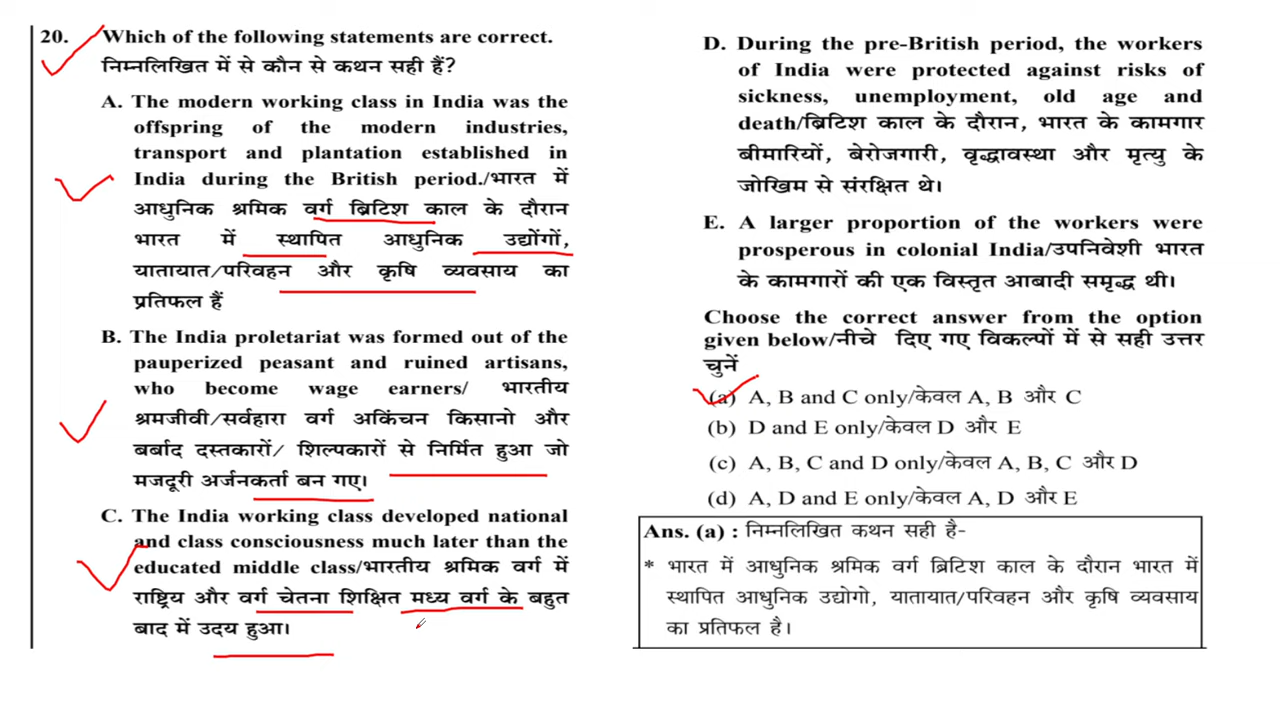 20. Which of the following statements are correct.
निम्नलिखित में से कौन से कथन सही हैं?
A. The modern working class in India was the
offspring of the modern industries,
transport and plantation established in
India during the British period./भारत में
आधुनिक श्रमिक वर्ग ब्रिटिश काल के दौरान
भारत में स्थापित आधुनिक उद्योंगों,
यातायात/परिवहन और कृषि व्यवसाय का
प्रतिफल हैं
B. The India proletariat was formed out of the
pauperized peasant and ruined artisans,
who become wage earners/ भारतीय
श्रमजीवी/सर्वहारा वर्ग अकिंचन किसानो और
बर्बाद दस्तकारों/ शिल्पकारों से निर्मित हुआ जो
मजदूरी अर्जनकर्ता बन गए।
C. The India working class developed national
and class consciousness much later than the
educated middle class/भारतीय श्रमिक वर्ग में
राष्ट्रिय और वर्ग चेतना शिक्षित मध्य वर्ग के बहुत
बाद में उदय हुआ।
D. During the pre-British period, the workers
of India were protected against risks of
sickness, unemployment, old age and
death/ब्रिटिश काल के दौरान, भारत के कामगार
बीमारियों, बेरोजगारी, वृद्धावस्था और मृत्यु के
जोखिम से संरक्षित थे।
E. A larger proportion of the workers were
prosperous in colonial India/उपनिवेशी भारत
के कामगारों की एक विस्तृत आबादी समृद्ध थी।
Choose the correct answer from the option
given below/नीचे दिए गए विकल्पों में से सही उत्तर
चुनें
(a) A, B and C only/केवल A, B और C
(b) D and E only/केवल D और E
(c) A, B, C and D only/केवल A, B, C और D
(d) A, D and E only/केवल A, D और E
Ans. (a) : निम्नलिखित कथन सही है-
* भारत में आधुनिक श्रमिक वर्ग ब्रिटिश काल के दौरान भारत में
स्थापित आधुनिक उद्योगो, यातायात/परिवहन और कृषि व्यवसाय
का प्रतिफल है।